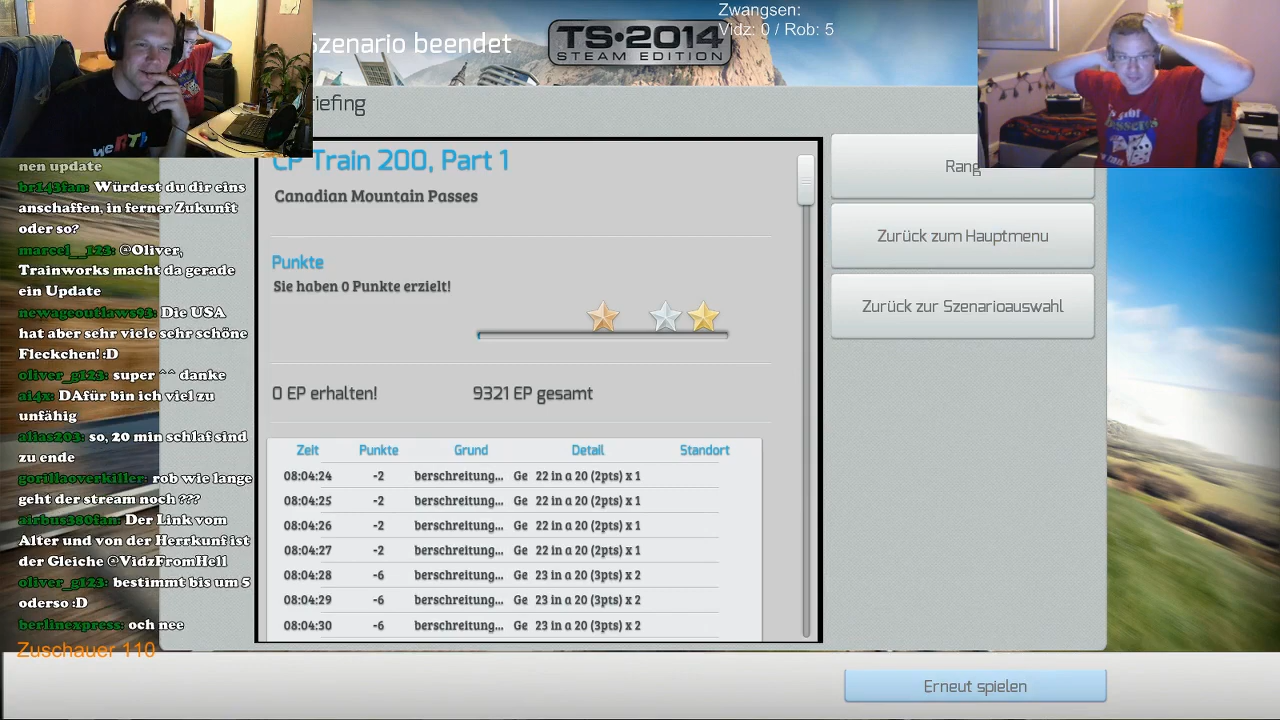 Zwangsen:
Vidz: 0 / Rob: 5
Szenario beendet
TS•2014
STEAM EDITION
iefing
CP Train 200, Part 1
Canadian Mountain Passes
Punkte
Sie haben 0 Punkte erzielt!
0 EP erhalten! 9321 EP gesamt
Zeit Punkte Grund Detail Standort
08:04:24 -2 berschreitung... Ge 22 in a 20 (2pts) x 1
08:04:25 -2 berschreitung... Ge 22 in a 20 (2pts) x 1
08:04:26 -2 berschreitung... Ge 22 in a 20 (2pts) x 1
08:04:27 -2 berschreitung... Ge 22 in a 20 (2pts) x 1
08:04:28 -6 berschreitung... Ge 23 in a 20 (3pts) x 2
08:04:29 -6 berschreitung... Ge 23 in a 20 (3pts) x 2
08:04:30 -6 berschreitung... Ge 23 in a 20 (3pts) x 2
Rang
Zurück zum Hauptmenu
Zurück zur Szenarioauswahl
Erneut spielen
nen update
br143fan: Würdest du dir eins
anschaffen, in ferner Zukunft
oder so?
marcel__123: @Oliver,
Trainworks macht da gerade
ein Update
newageoutlaws93: Die USA
hat aber sehr viele sehr schöne
Fleckchen! :D
oliver_g123: super ^^ danke
ai4x: DAfür bin ich viel zu
unfähig
alias203: so, 20 min schlaf sind
zu ende
gorillaoverkiller: rob wie lange
geht der stream noch ???
airbus380fan: Der Link vom
Alter und von der Herrkunf ist
der Gleiche @VidzFromHell
oliver_g123: bestimmt bis um 5
oderso :D
berlinexpress: och nee
Zuschauer 110